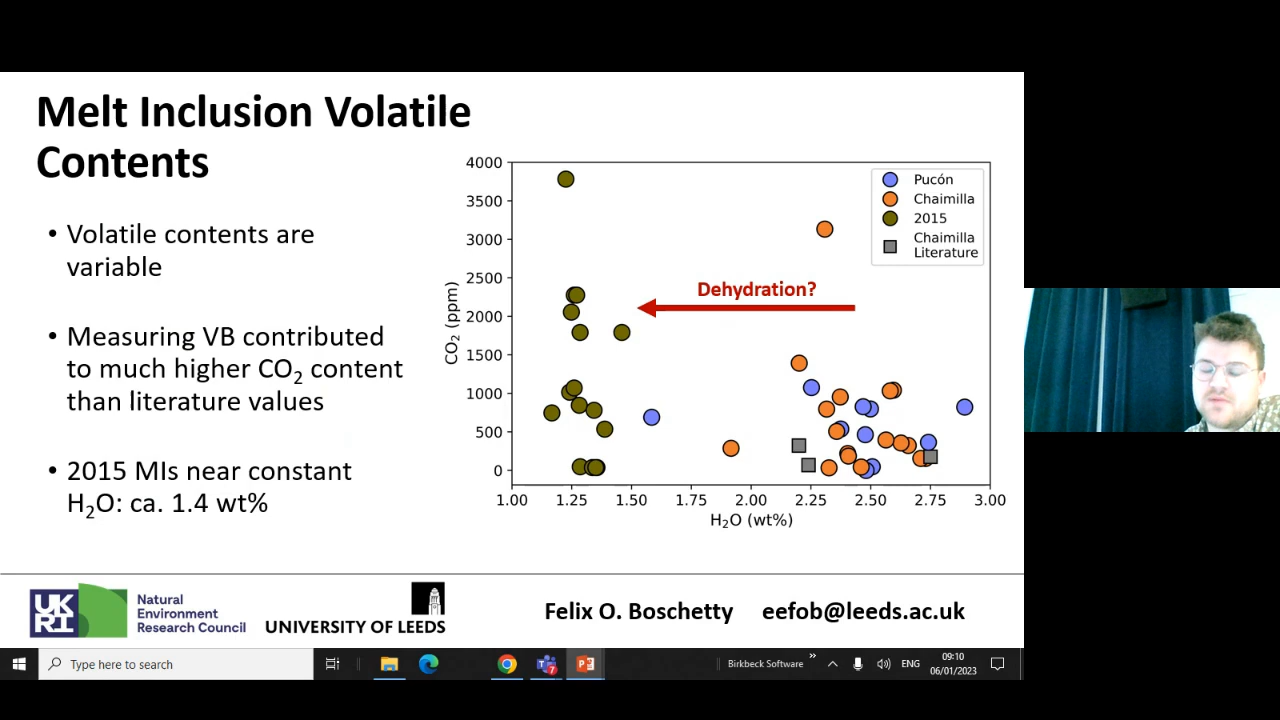 Melt Inclusion Volatile
Contents
• Volatile contents are
variable
• Measuring VB contributed
to much higher CO2 content
than literature values
• 2015 MIs near constant
H2O: ca. 1.4 wt%
4000
3500
3000
2500
2000
1500
1000
500
0
CO2 (ppm)
1.00 1.25 1.50 1.75 2.00 2.25 2.50 2.75 3.00
H2O (wt%)
Dehydration?
Pucón
Chaimilla
2015
Chaimilla
Literature
UK
RI
Natural
Environment
Research Council
UNIVERSITY OF LEEDS
Felix O. Boschetty eefob@leeds.ac.uk
Type here to search
7
Birkbeck Software
»
ENG
09:10
06/01/2023